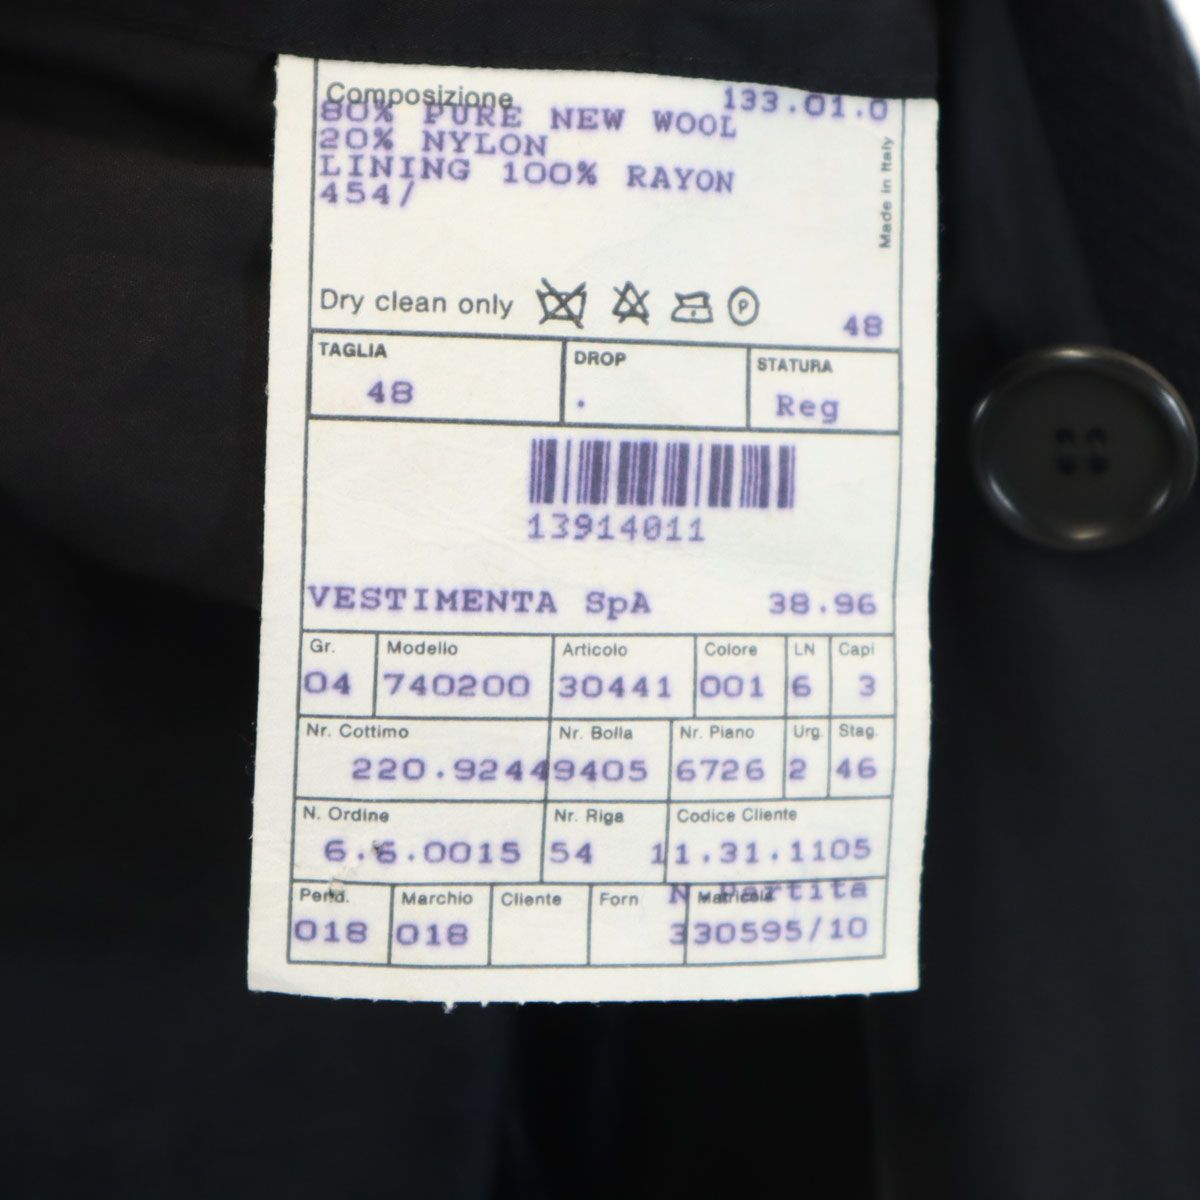 Composizione 133.01.0
80% PURE NEW WOOL
20% NYLON
LINING 100% RAYON
454/
Made in Italy
Dry clean only P
48
TAGLIA DROP STATURA
48 . Reg
13914011
VESTIMENTA SpA 38.96
Gr. Modello Articolo Colore LN Capi
04 740200 30441 001 6 3
Nr. Cottimo Nr. Bolla Nr. Piano Urg. Stag.
220.92449405 6726 2 46
N. Ordine Nr. Riga Codice Cliente
6.6.0015 54 11.31.1105
N Partita
Marchio Cliente Forn Matricola
018 018 330595/10